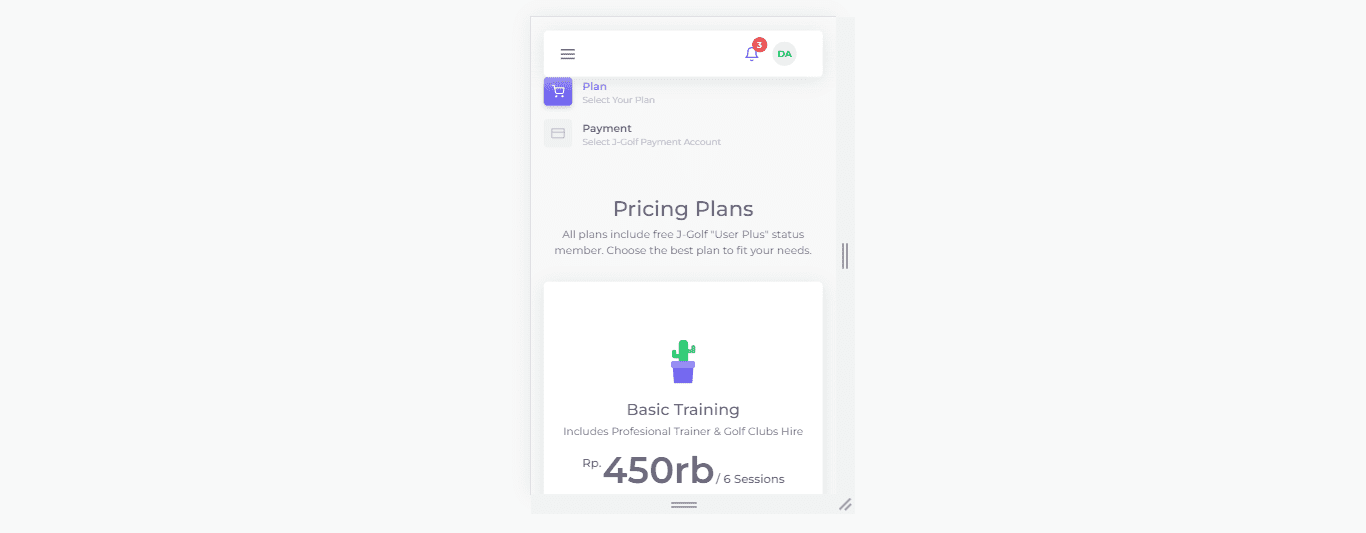 3
DA
Plan
Select Your Plan
Payment
Select J-Golf Payment Account
Pricing Plans
All plans include free J-Golf "User Plus" status
member. Choose the best plan to fit your needs.
Basic Training
Includes Profesional Trainer & Golf Clubs Hire
Rp. 450rb / 6 Sessions